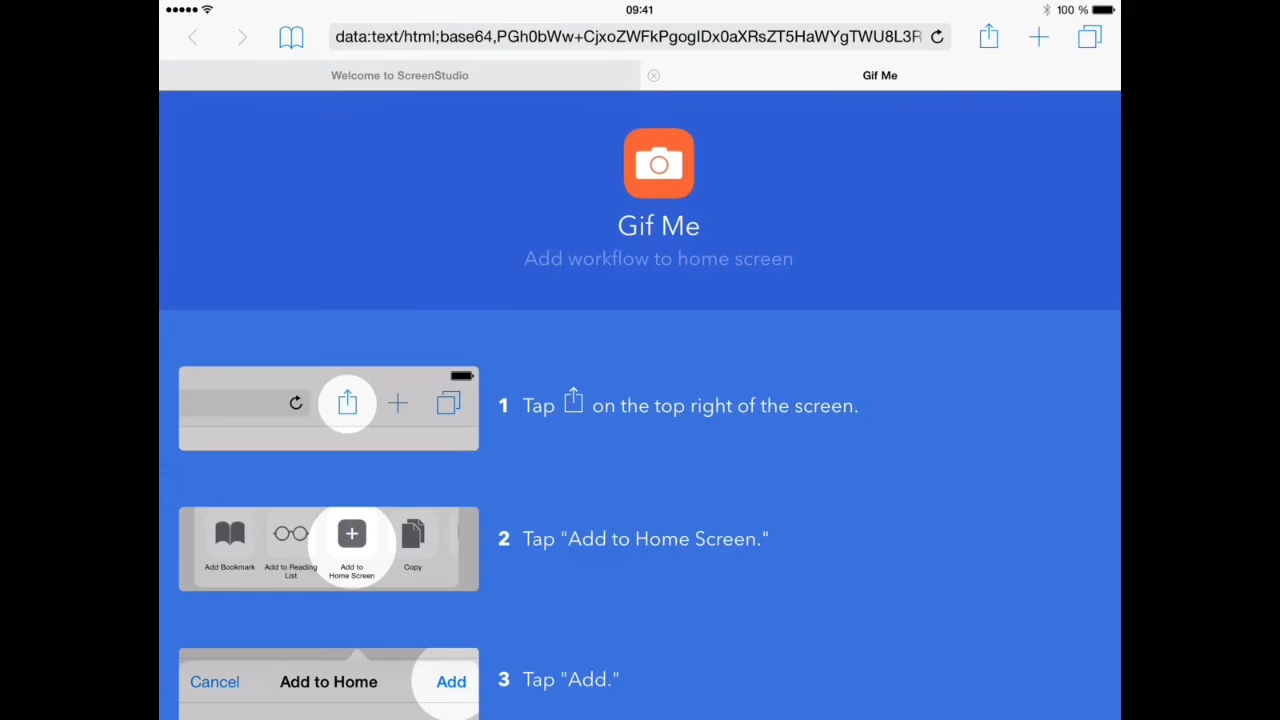 09:41
100 %
data:text/html;base64,PGh0bWw+CjxoZWFkPgogIDx0aXRsZT5HaWYgTWU8L3R
Welcome to ScreenStudio
Gif Me
Gif Me
Add workflow to home screen
1 Tap on the top right of the screen.
Add Bookmark
Add to Reading List
Add to Home Screen
Copy
2 Tap "Add to Home Screen."
Cancel
Add to Home
Add
3 Tap "Add."